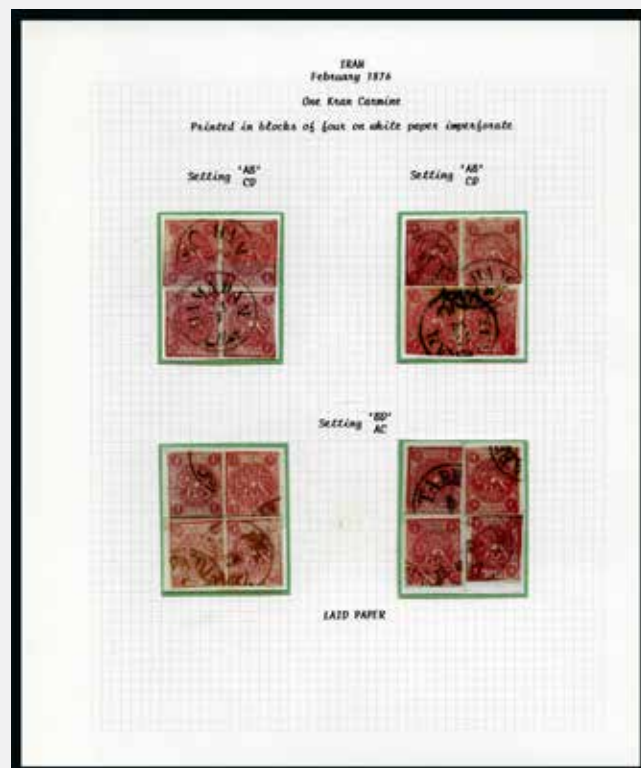 IRAN
February 1876
One Kran Carmine
Printed in blocks of four on white paper imperforate
Setting "AB" CD
Setting "AB" CD
Setting "BD" AC
LAID PAPER